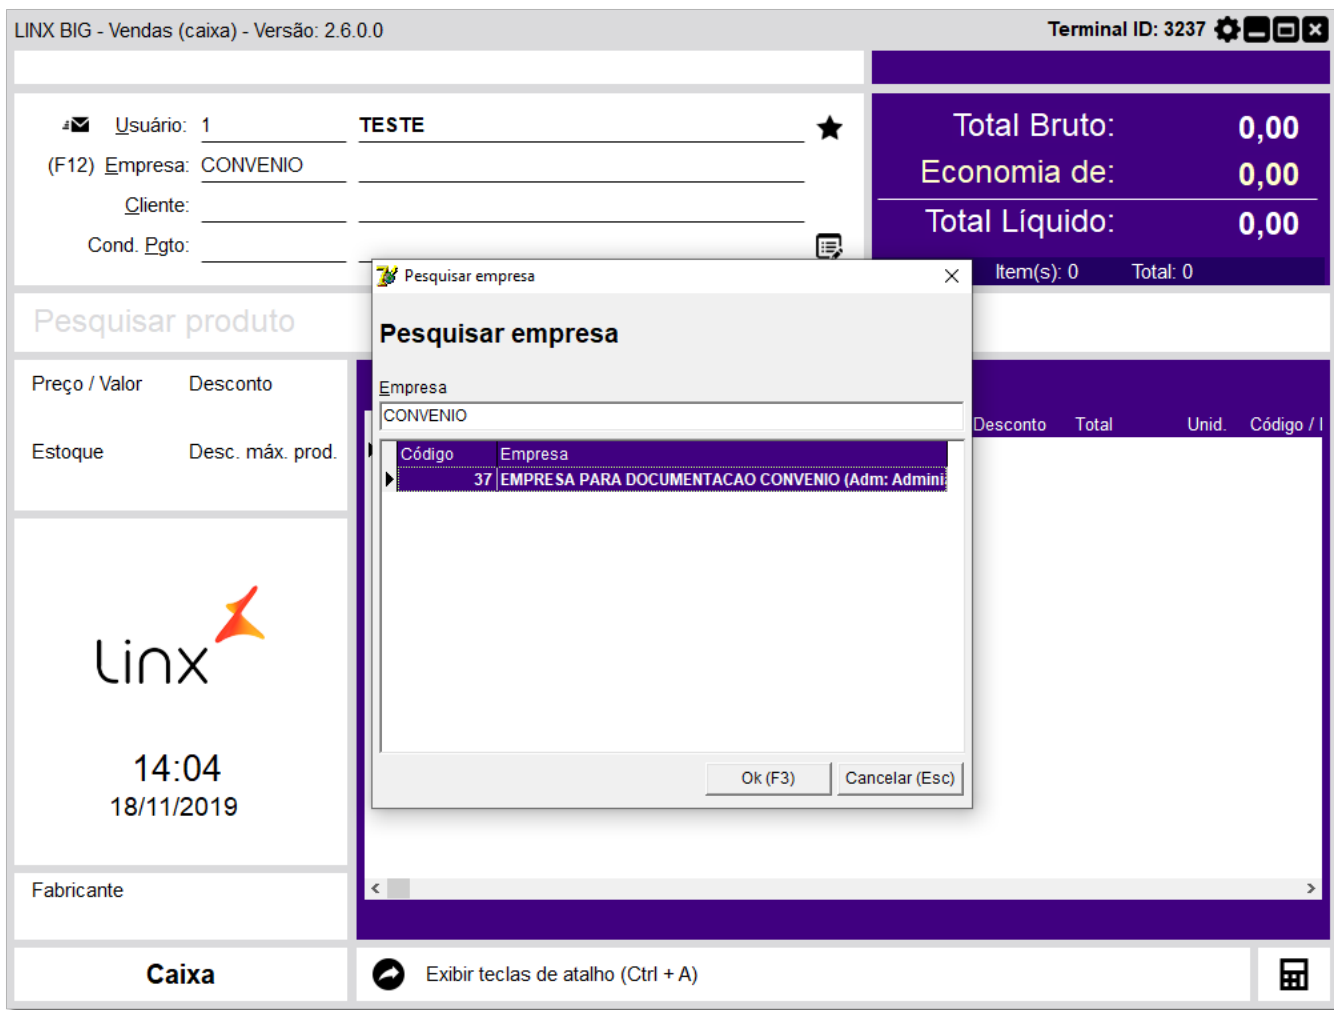 LINX BIG - Vendas (caixa) - Versão: 2.6.0.0
Terminal ID: 3237
Usuário: 1 TESTE
(F12) Empresa: CONVENIO
Cliente:
Cond. Pgto:
Total Bruto: 0,00
Economia de: 0,00
Total Líquido: 0,00
Item(s): 0 Total: 0
Pesquisar produto
Preço / Valor Desconto
Estoque Desc. máx. prod.
Pesquisar empresa
Pesquisar empresa
Empresa
CONVENIO
Código Empresa
37 EMPRESA PARA DOCUMENTACAO CONVENIO (Adm: Admini
Ok (F3) Cancelar (Esc)
Desconto Total Unid. Código / I
Linx
14:04
18/11/2019
Fabricante
Caixa
Exibir teclas de atalho (Ctrl + A)